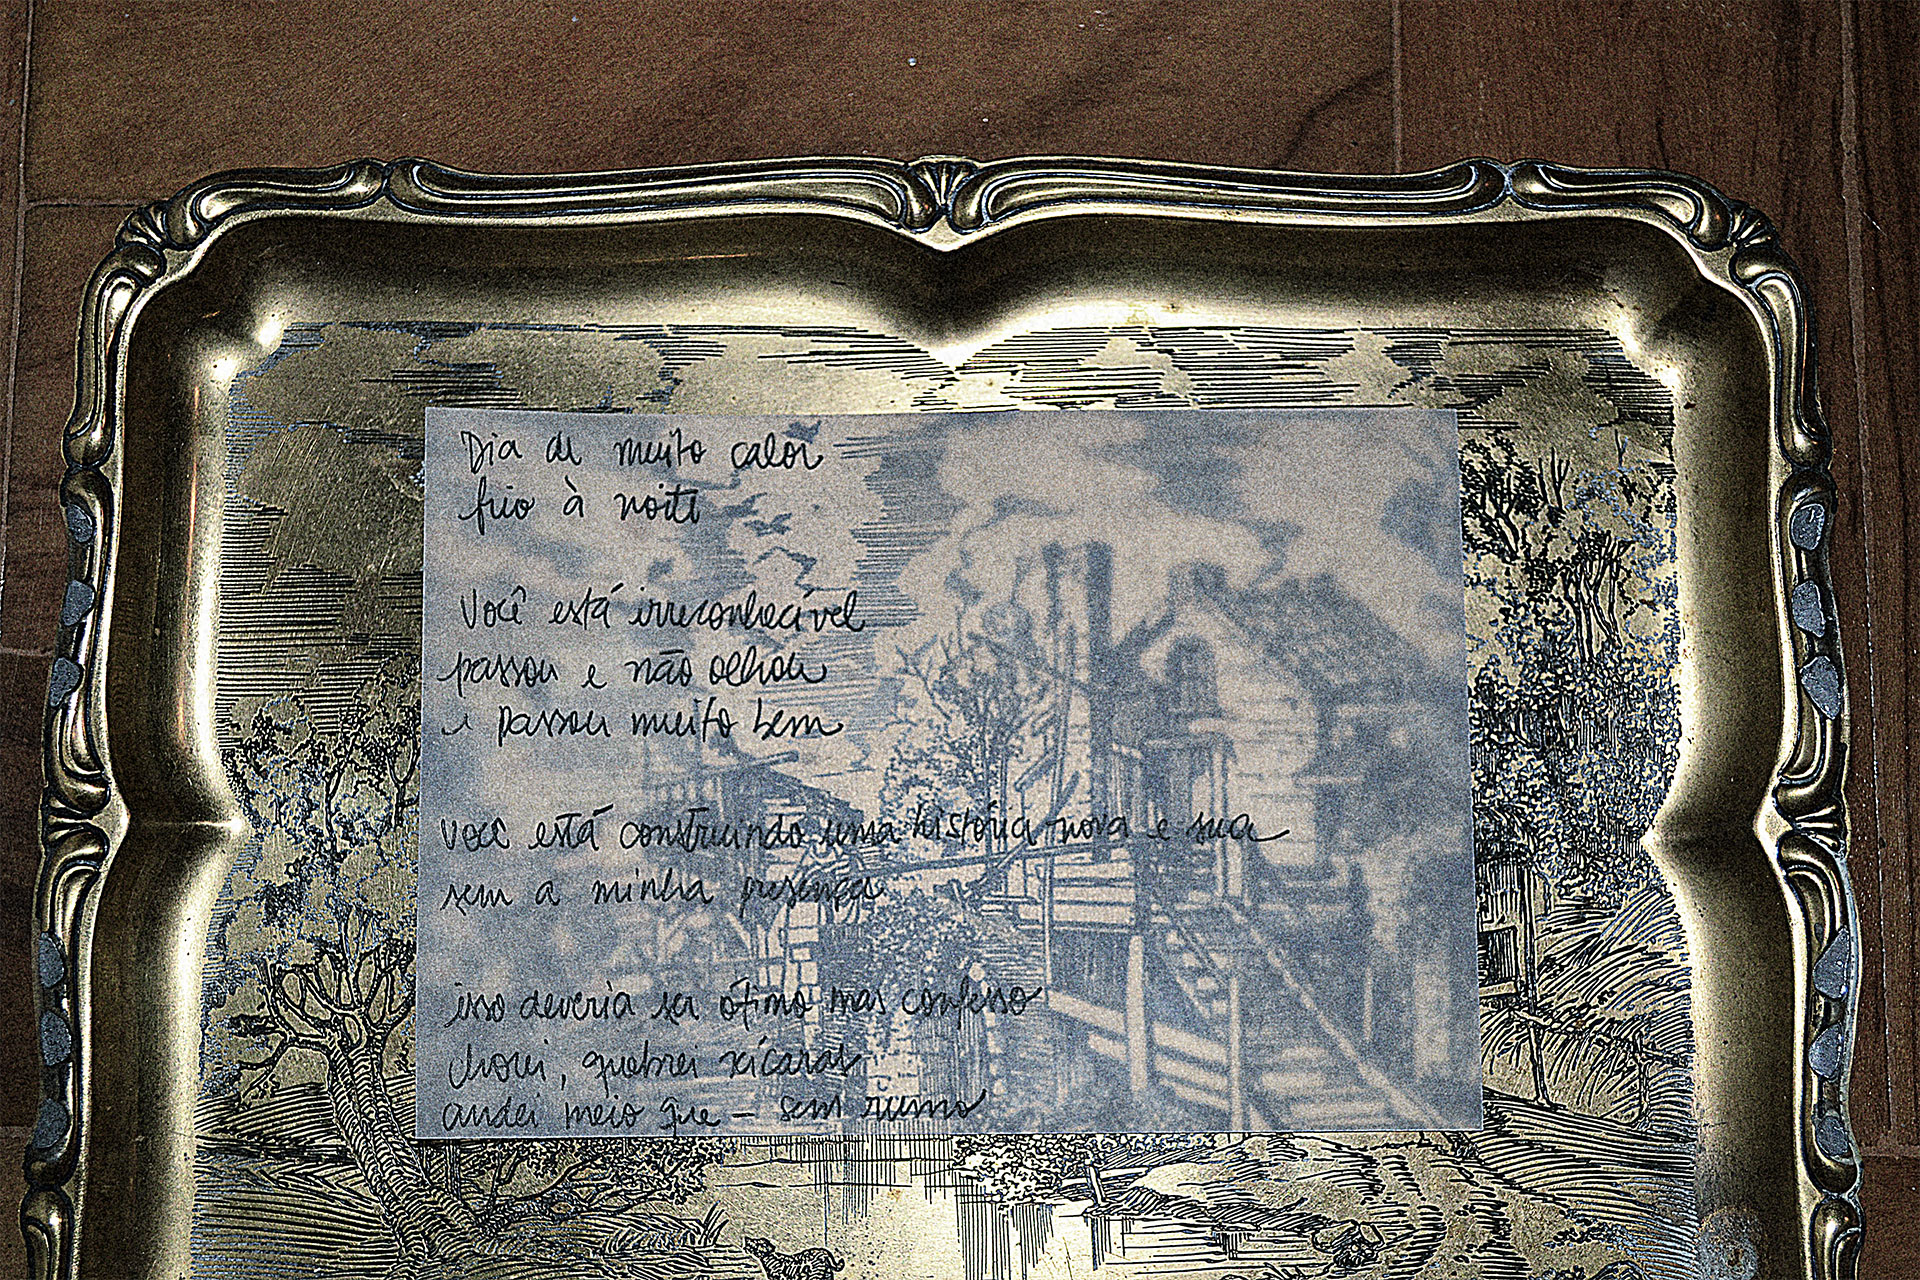 Dia de muito calor
frio à noite
Você está irreconhecível
passou e não olhou
e passou muito bem
você está construindo uma história nova e sua
sem a minha presença
isso deveria ser ótimo mas confesso
chorei, quebrei xícaras
andei meio que – sem rumo